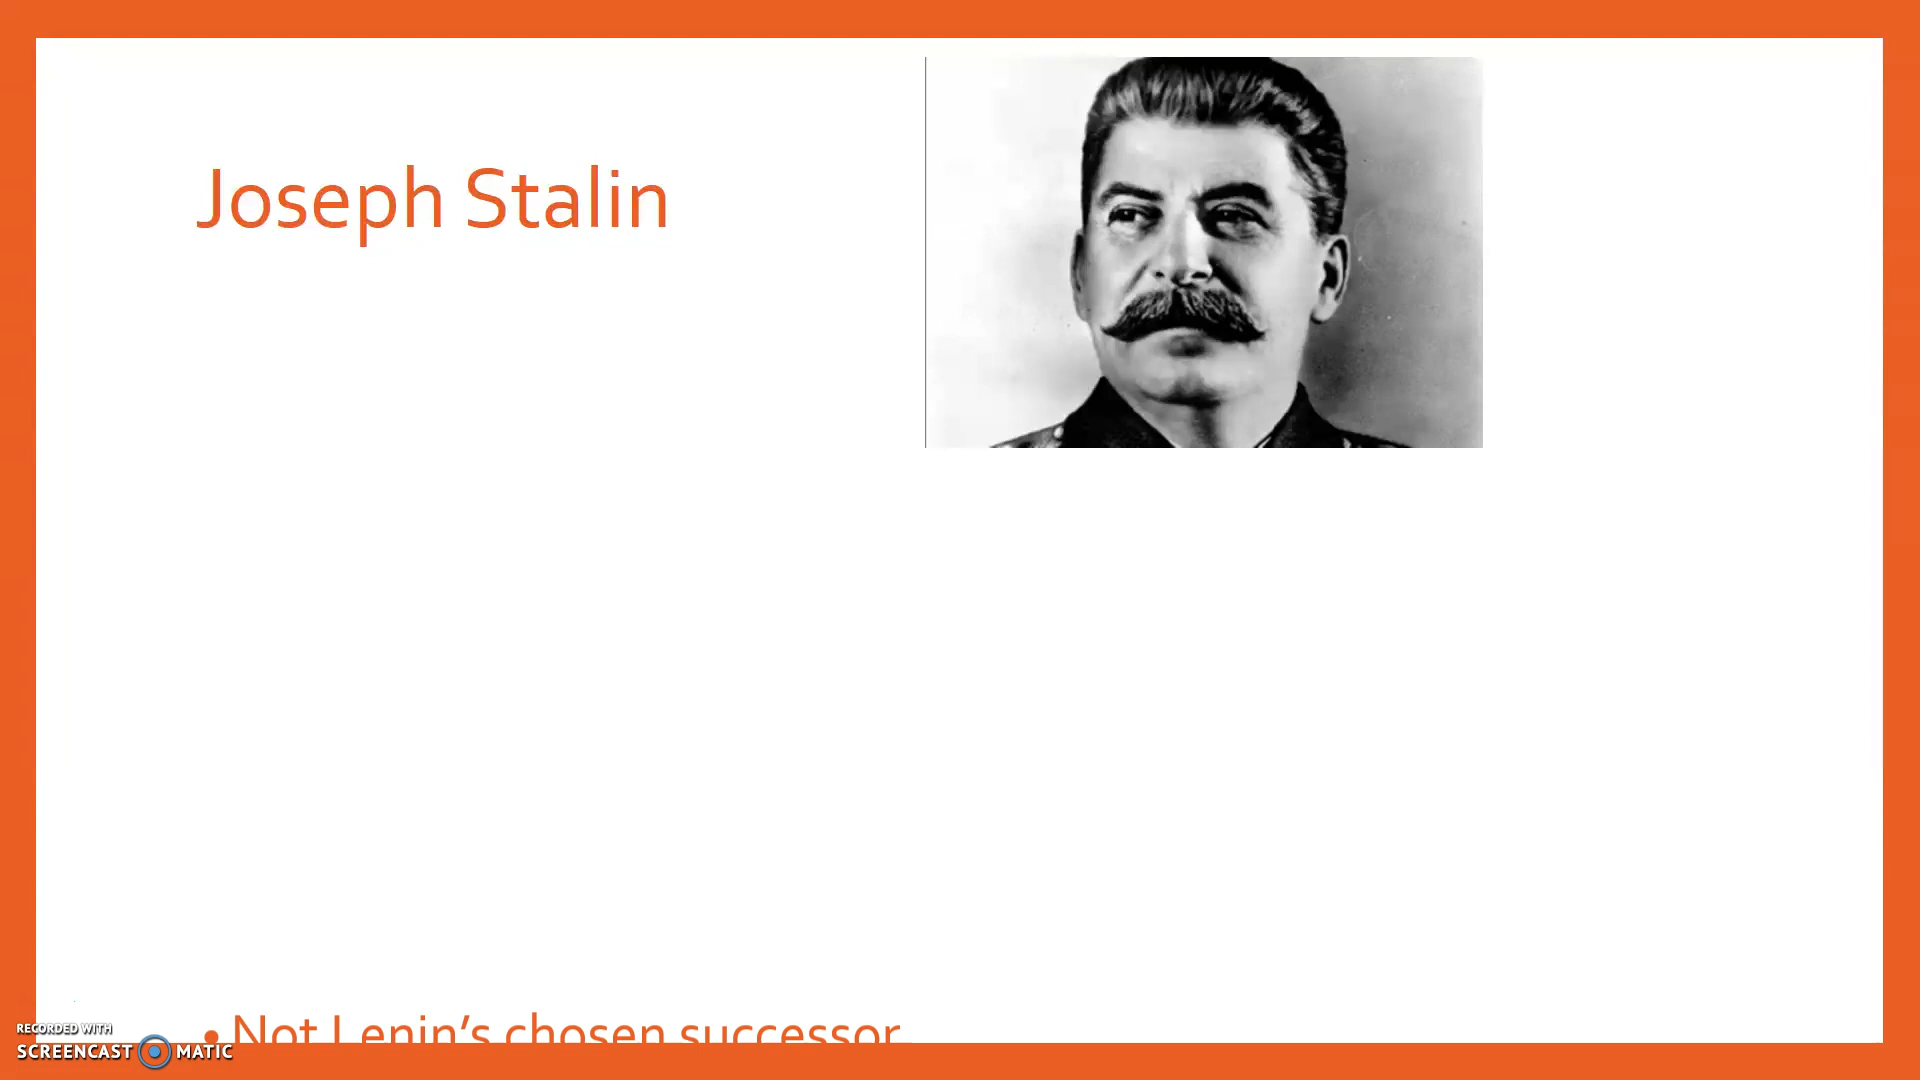 Joseph Stalin
• Not Lenin’s chosen successor
RECORDED WITH
SCREENCAST MATIC